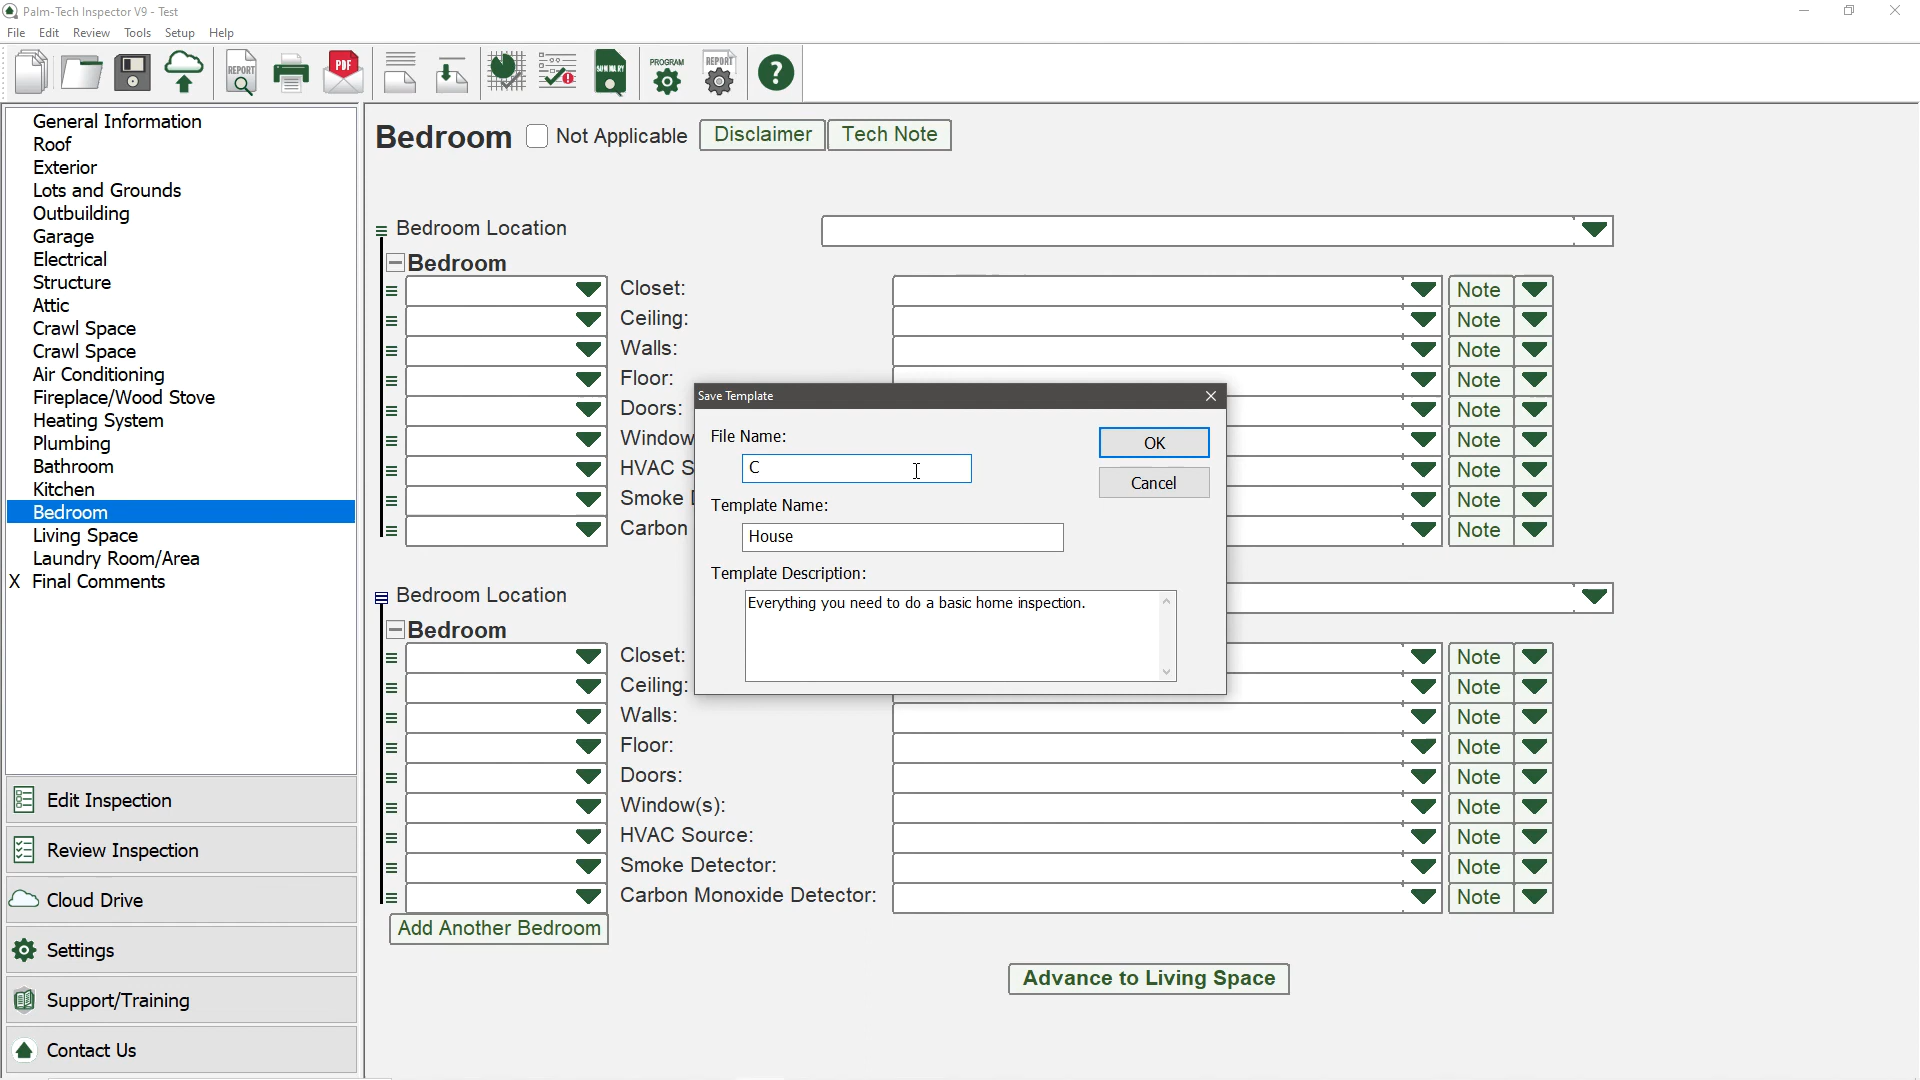 Palm-Tech Inspector V9 - Test
File Edit Review Tools Setup Help
REPORT PDF SUMMARY PROGRAM REPORT ?
General Information
Roof
Exterior
Lots and Grounds
Outbuilding
Garage
Electrical
Structure
Attic
Crawl Space
Crawl Space
Air Conditioning
Fireplace/Wood Stove
Heating System
Plumbing
Bathroom
Kitchen
Bedroom
Living Space
Laundry Room/Area
X Final Comments
Edit Inspection
Review Inspection
Cloud Drive
Settings
Support/Training
Contact Us
Bedroom Not Applicable Disclaimer Tech Note
Bedroom Location
Bedroom
Closet: Note
Ceiling: Note
Walls: Note
Floor: Note
Doors: Note
Window Note
HVAC S Note
Smoke Note
Carbon Note
Save Template
File Name:
C
OK
Cancel
Template Name:
House
Template Description:
Everything you need to do a basic home inspection.
Bedroom Location
Bedroom
Closet: Note
Ceiling: Note
Walls: Note
Floor: Note
Doors: Note
Window(s): Note
HVAC Source: Note
Smoke Detector: Note
Carbon Monoxide Detector: Note
Add Another Bedroom
Advance to Living Space